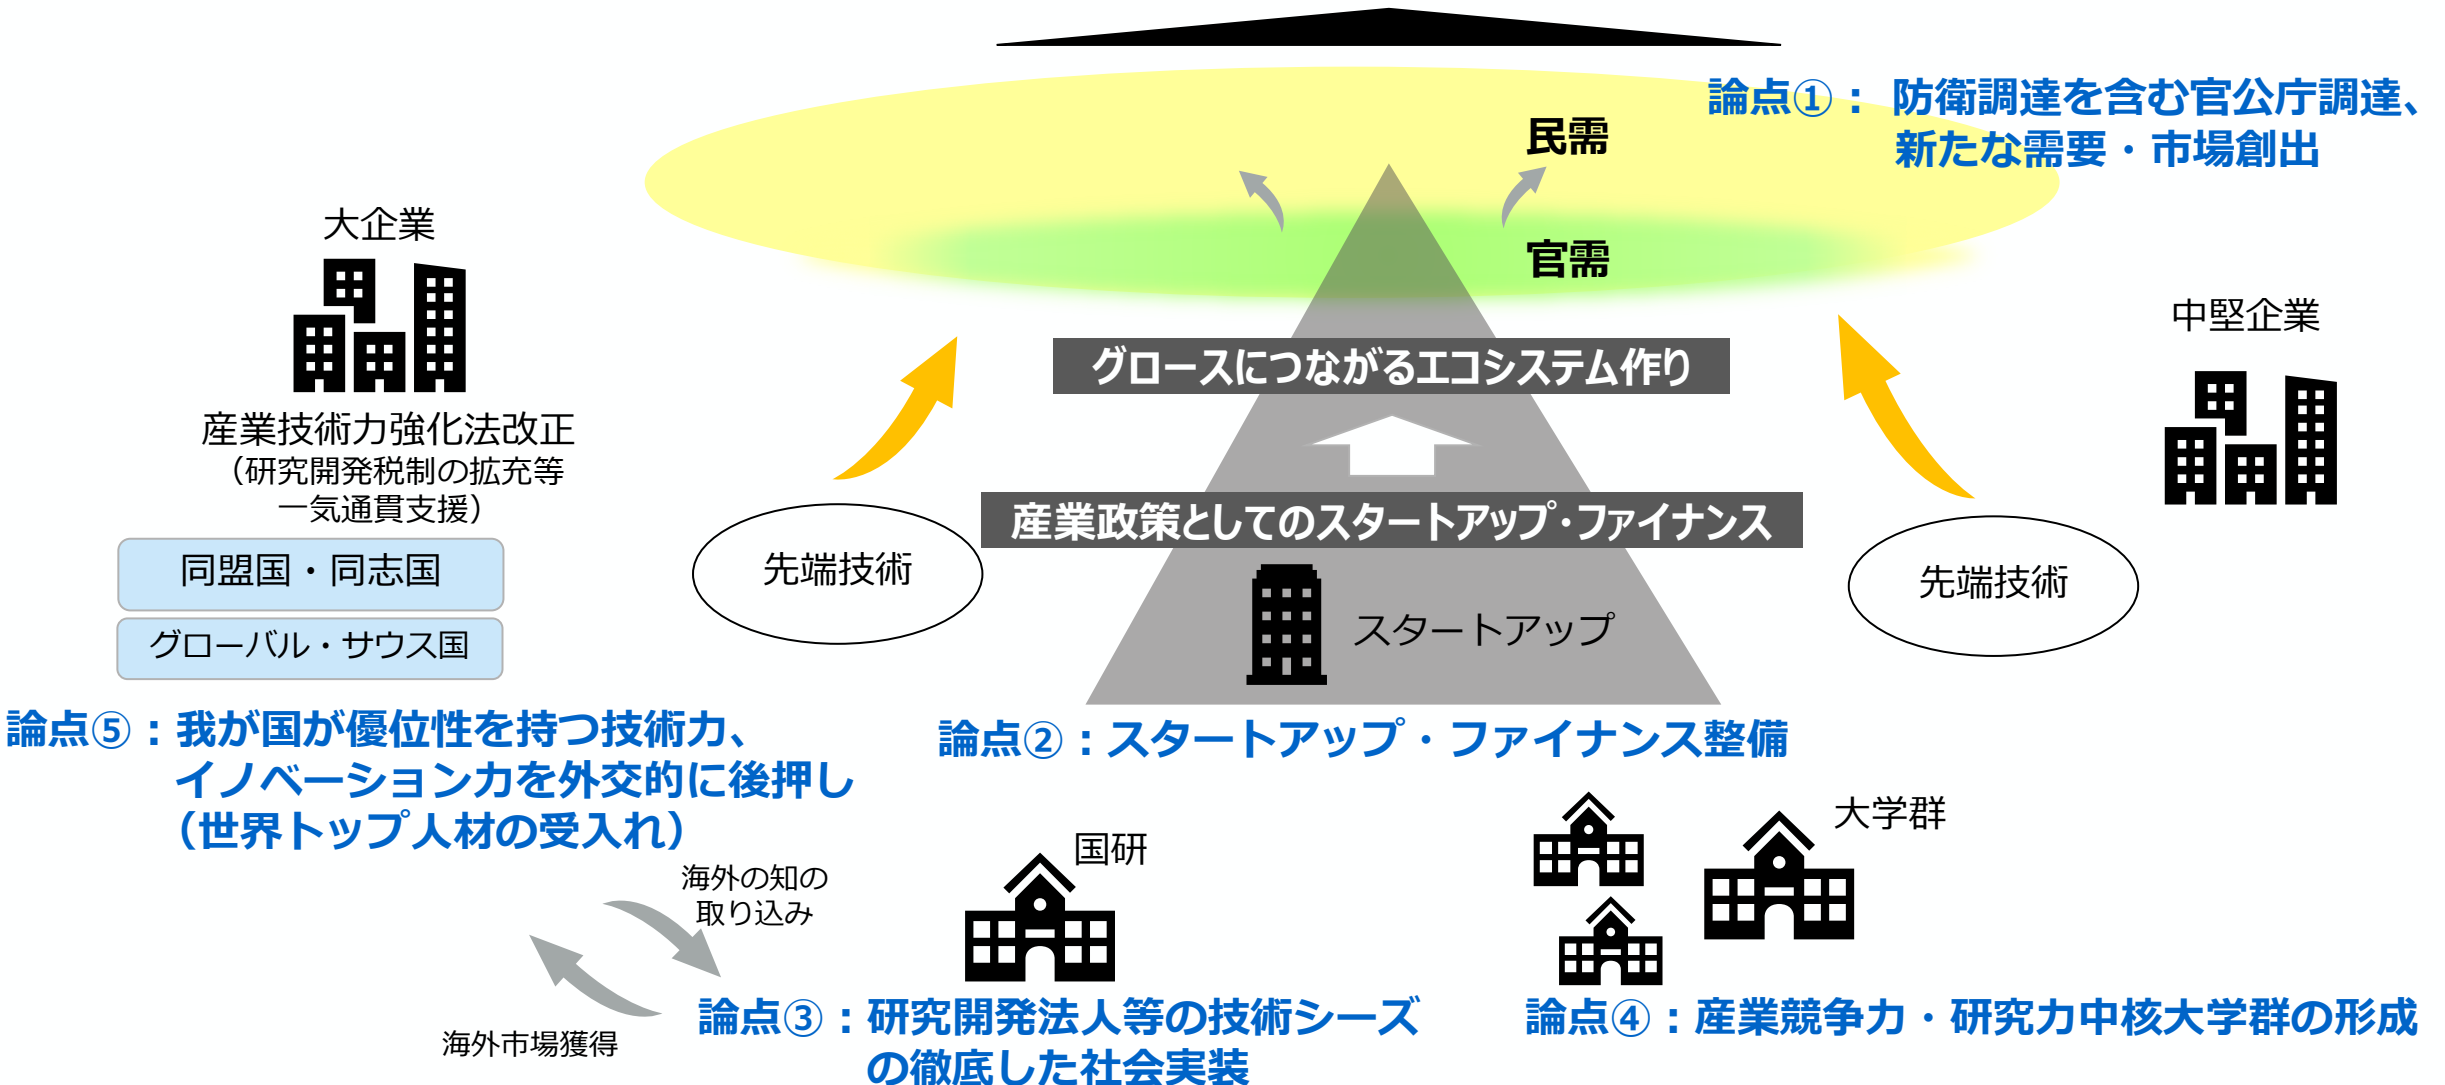 論点①： 防衛調達を含む官公庁調達、
新たな需要・市場創出
民需
官需
大企業
産業技術力強化法改正
（研究開発税制の拡充等
一気通貫支援）
同盟国・同志国
グローバル・サウス国
中堅企業
グロースにつながるエコシステム作り
産業政策としてのスタートアップ・ファイナンス
先端技術
スタートアップ
先端技術
論点⑤：我が国が優位性を持つ技術力、
イノベーション力を外交的に後押し
（世界トップ人材の受入れ）
論点②：スタートアップ・ファイナンス整備
海外の知の
取り込み
海外市場獲得
国研
大学群
論点③：研究開発法人等の技術シーズ
の徹底した社会実装
論点④：産業競争力・研究力中核大学群の形成